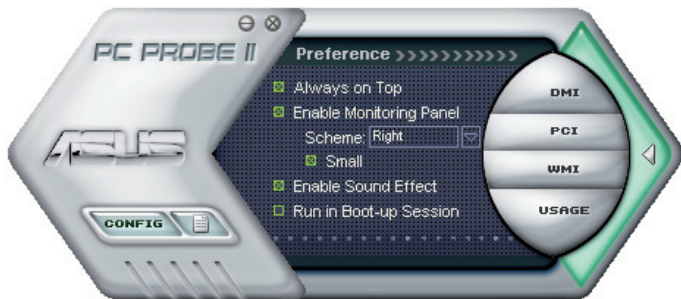 PC PROBE II
ASUS
CONFIG
Preference
Always on Top
Enable Monitoring Panel
Scheme: Right
Small
Enable Sound Effect
Run in Boot-up Session
DMI
PCI
WMI
USAGE